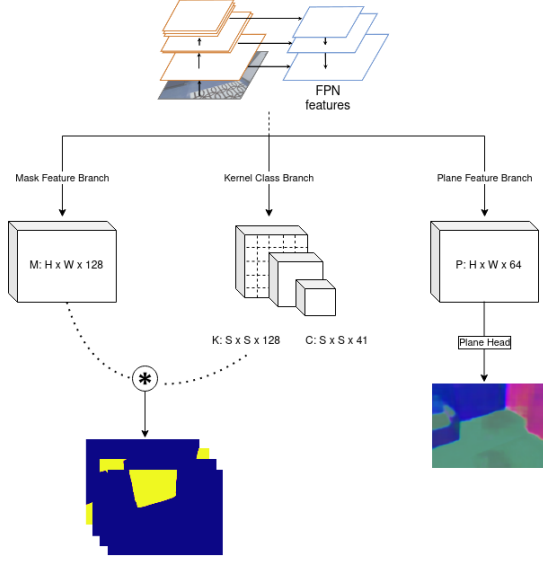 FPN
features
Mask Feature Branch
Kernel Class Branch
Plane Feature Branch
M: H x W x 128
P: H x W x 64
K: S x S x 128
C: S x S x 41
Plane Head
*